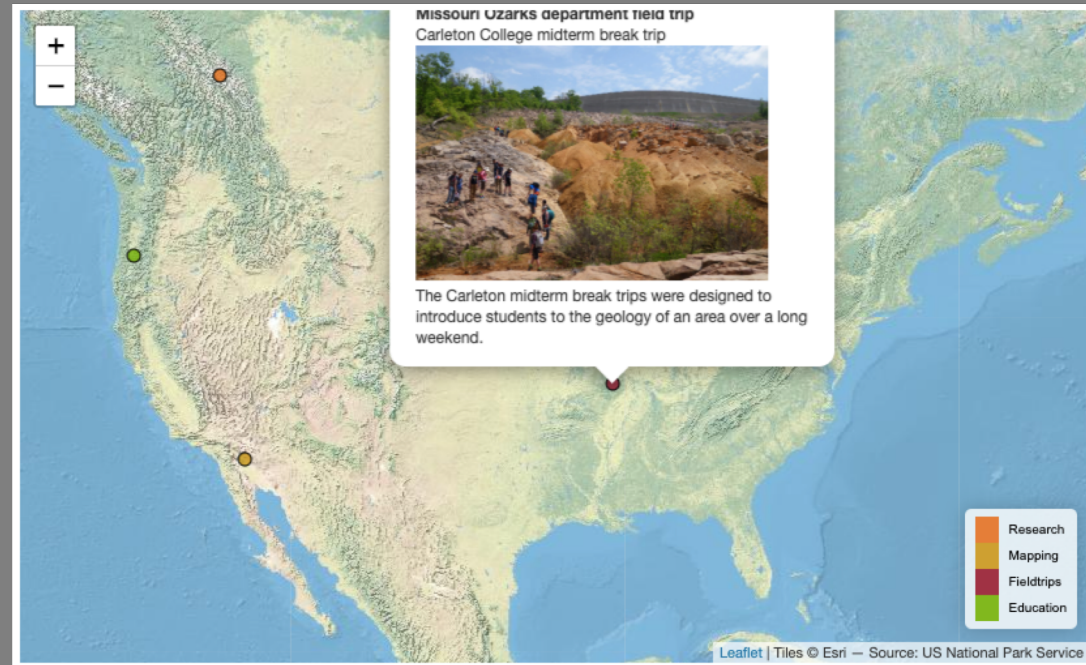 +
−
Missouri Ozarks department field trip
Carleton College midterm break trip
The Carleton midterm break trips were designed to
introduce students to the geology of an area over a long
weekend.
Research
Mapping
Fieldtrips
Education
Leaflet | Tiles © Esri — Source: US National Park Service